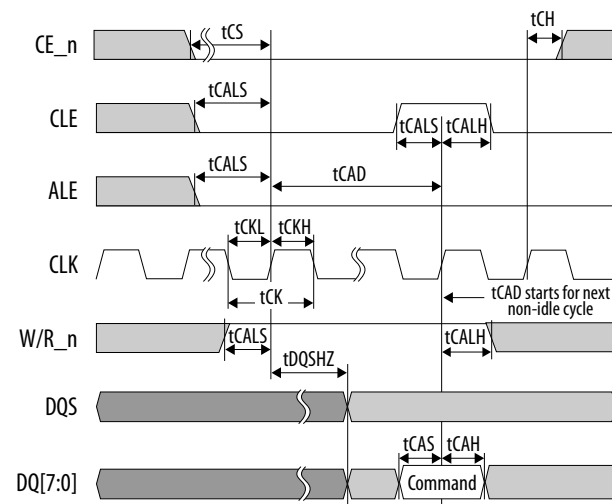 tCS
tCH
CE_n
tCALS
CLE
tCALS
tCALH
tCALS
tCAD
ALE
tCKL
tCKH
CLK
tCK
tCAD starts for next
non-idle cycle
W/R_n
tCALS
tCALH
tDQSHZ
DQS
tCAS
tCAH
DQ[7:0]
Command